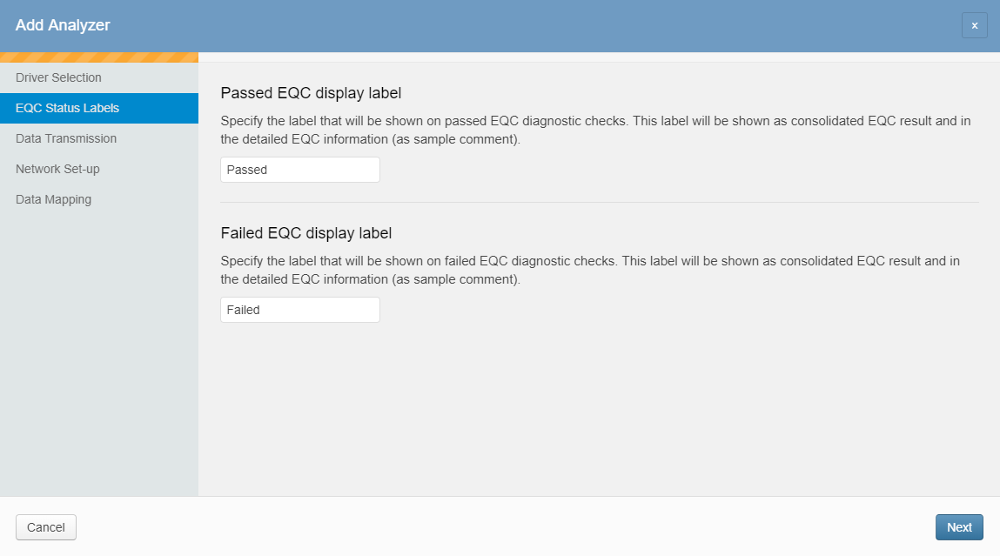 Add Analyzer
x
Driver Selection
EQC Status Labels
Data Transmission
Network Set-up
Data Mapping
Passed EQC display label
Specify the label that will be shown on passed EQC diagnostic checks. This label will be shown as consolidated EQC result and in
the detailed EQC information (as sample comment).
Passed
Failed EQC display label
Specify the label that will be shown on failed EQC diagnostic checks. This label will be shown as consolidated EQC result and in
the detailed EQC information (as sample comment).
Failed
Cancel
Next